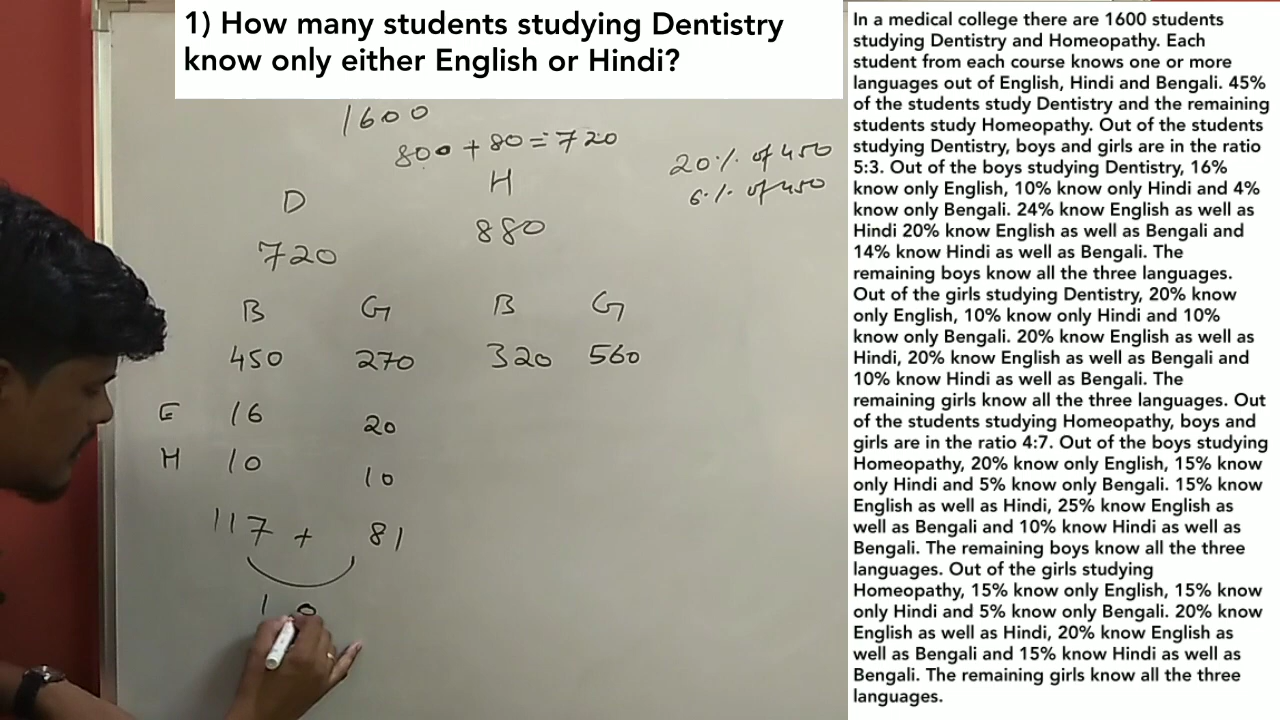 1) How many students studying Dentistry
know only either English or Hindi?
1600
800 + 80 = 720
20% of 450
6% of 450
D
H
720
880
B G B G
450 270 320 560
E 16 20
H 10 10
117 + 81
1
In a medical college there are 1600 students
studying Dentistry and Homeopathy. Each
student from each course knows one or more
languages out of English, Hindi and Bengali. 45%
of the students study Dentistry and the remaining
students study Homeopathy. Out of the students
studying Dentistry, boys and girls are in the ratio
5:3. Out of the boys studying Dentistry, 16%
know only English, 10% know only Hindi and 4%
know only Bengali. 24% know English as well as
Hindi 20% know English as well as Bengali and
14% know Hindi as well as Bengali. The
remaining boys know all the three languages.
Out of the girls studying Dentistry, 20% know
only English, 10% know only Hindi and 10%
know only Bengali. 20% know English as well as
Hindi, 20% know English as well as Bengali and
10% know Hindi as well as Bengali. The
remaining girls know all the three languages. Out
of the students studying Homeopathy, boys and
girls are in the ratio 4:7. Out of the boys studying
Homeopathy, 20% know only English, 15% know
only Hindi and 5% know only Bengali. 15% know
English as well as Hindi, 25% know English as
well as Bengali and 10% know Hindi as well as
Bengali. The remaining boys know all the three
languages. Out of the girls studying
Homeopathy, 15% know only English, 15% know
only Hindi and 5% know only Bengali. 20% know
English as well as Hindi, 20% know English as
well as Bengali and 15% know Hindi as well as
Bengali. The remaining girls know all the three
languages.